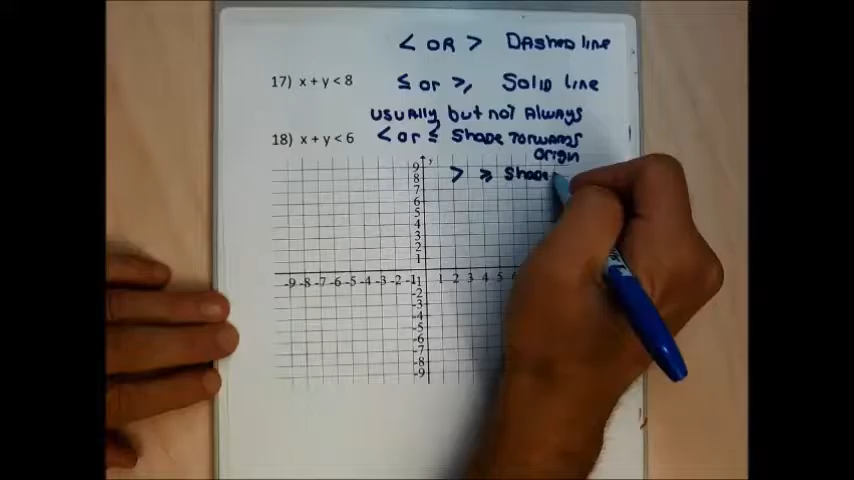 < OR > Dashed line
17) x + y < 8 ≤ or ≥, Solid line
usually but not Always
18) x + y < 6 < or ≤ Shade Towards
Origin
> ≥ Shade
y
9
8
7
6
5
4
3
2
1
-9 -8 -7 -6 -5 -4 -3 -2 -1 1 2 3 4 5
-1
-2
-3
-4
-5
-6
-7
-8
-9